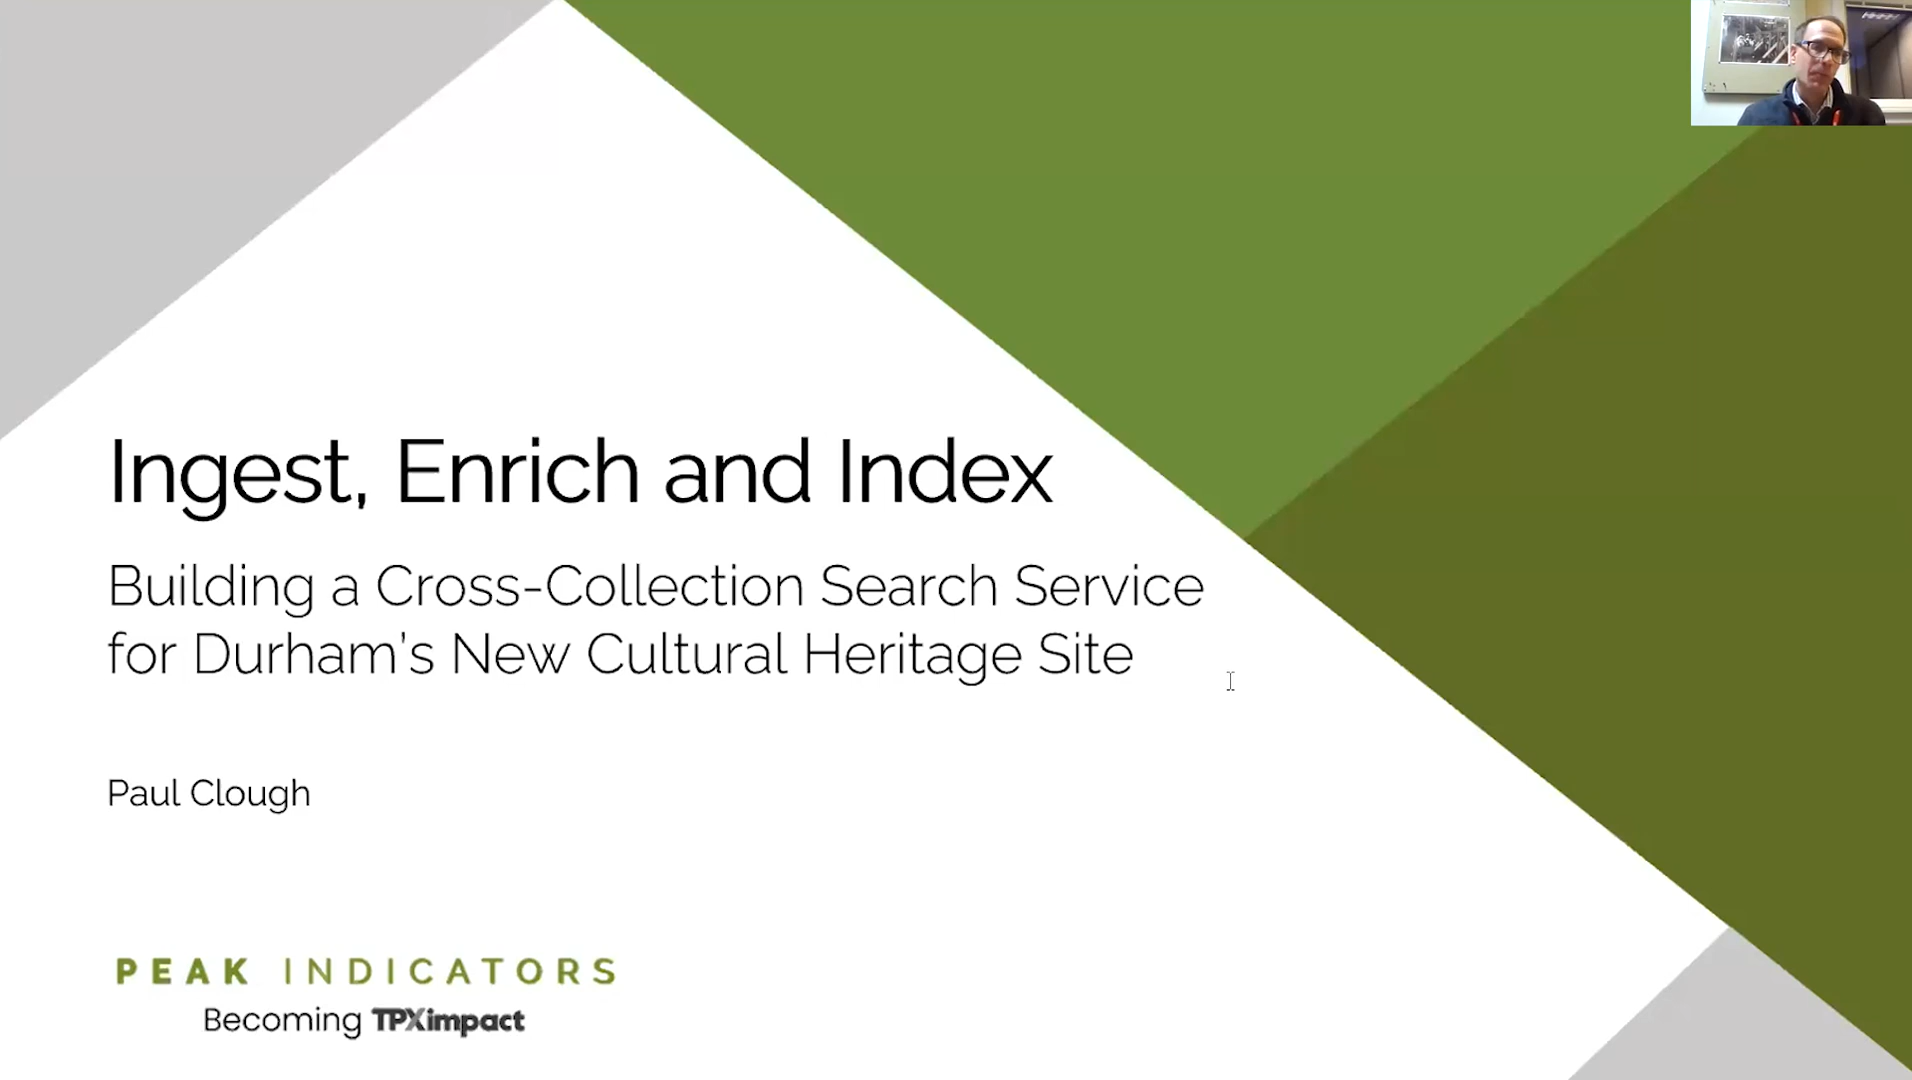 Ingest, Enrich and Index
Building a Cross-Collection Search Service
for Durham's New Cultural Heritage Site
Paul Clough
PEAK INDICATORS
Becoming TPXimpact